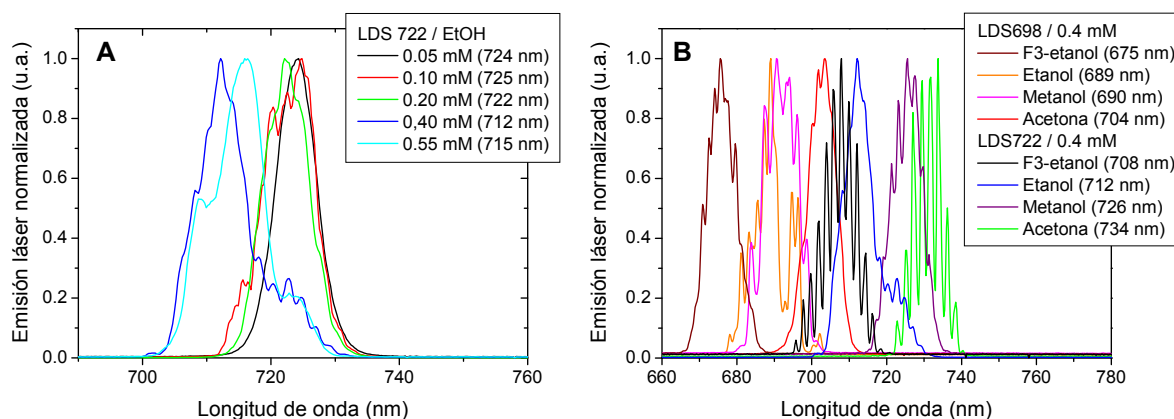 A
LDS 722 / EtOH
0.05 mM (724 nm)
0.10 mM (725 nm)
0.20 mM (722 nm)
0,40 mM (712 nm)
0.55 mM (715 nm)
Emisión láser normalizada (u.a.)
1.0
0.8
0.6
0.4
0.2
0.0
700
720
740
760
Longitud de onda (nm)
B
LDS698 / 0.4 mM
F3-etanol (675 nm)
Etanol (689 nm)
Metanol (690 nm)
Acetona (704 nm)
LDS722 / 0.4 mM
F3-etanol (708 nm)
Etanol (712 nm)
Metanol (726 nm)
Acetona (734 nm)
Emisión láser normalizada (u.a.)
1.0
0.8
0.6
0.4
0.2
0.0
660
680
700
720
740
760
780
Longitud de onda (nm)